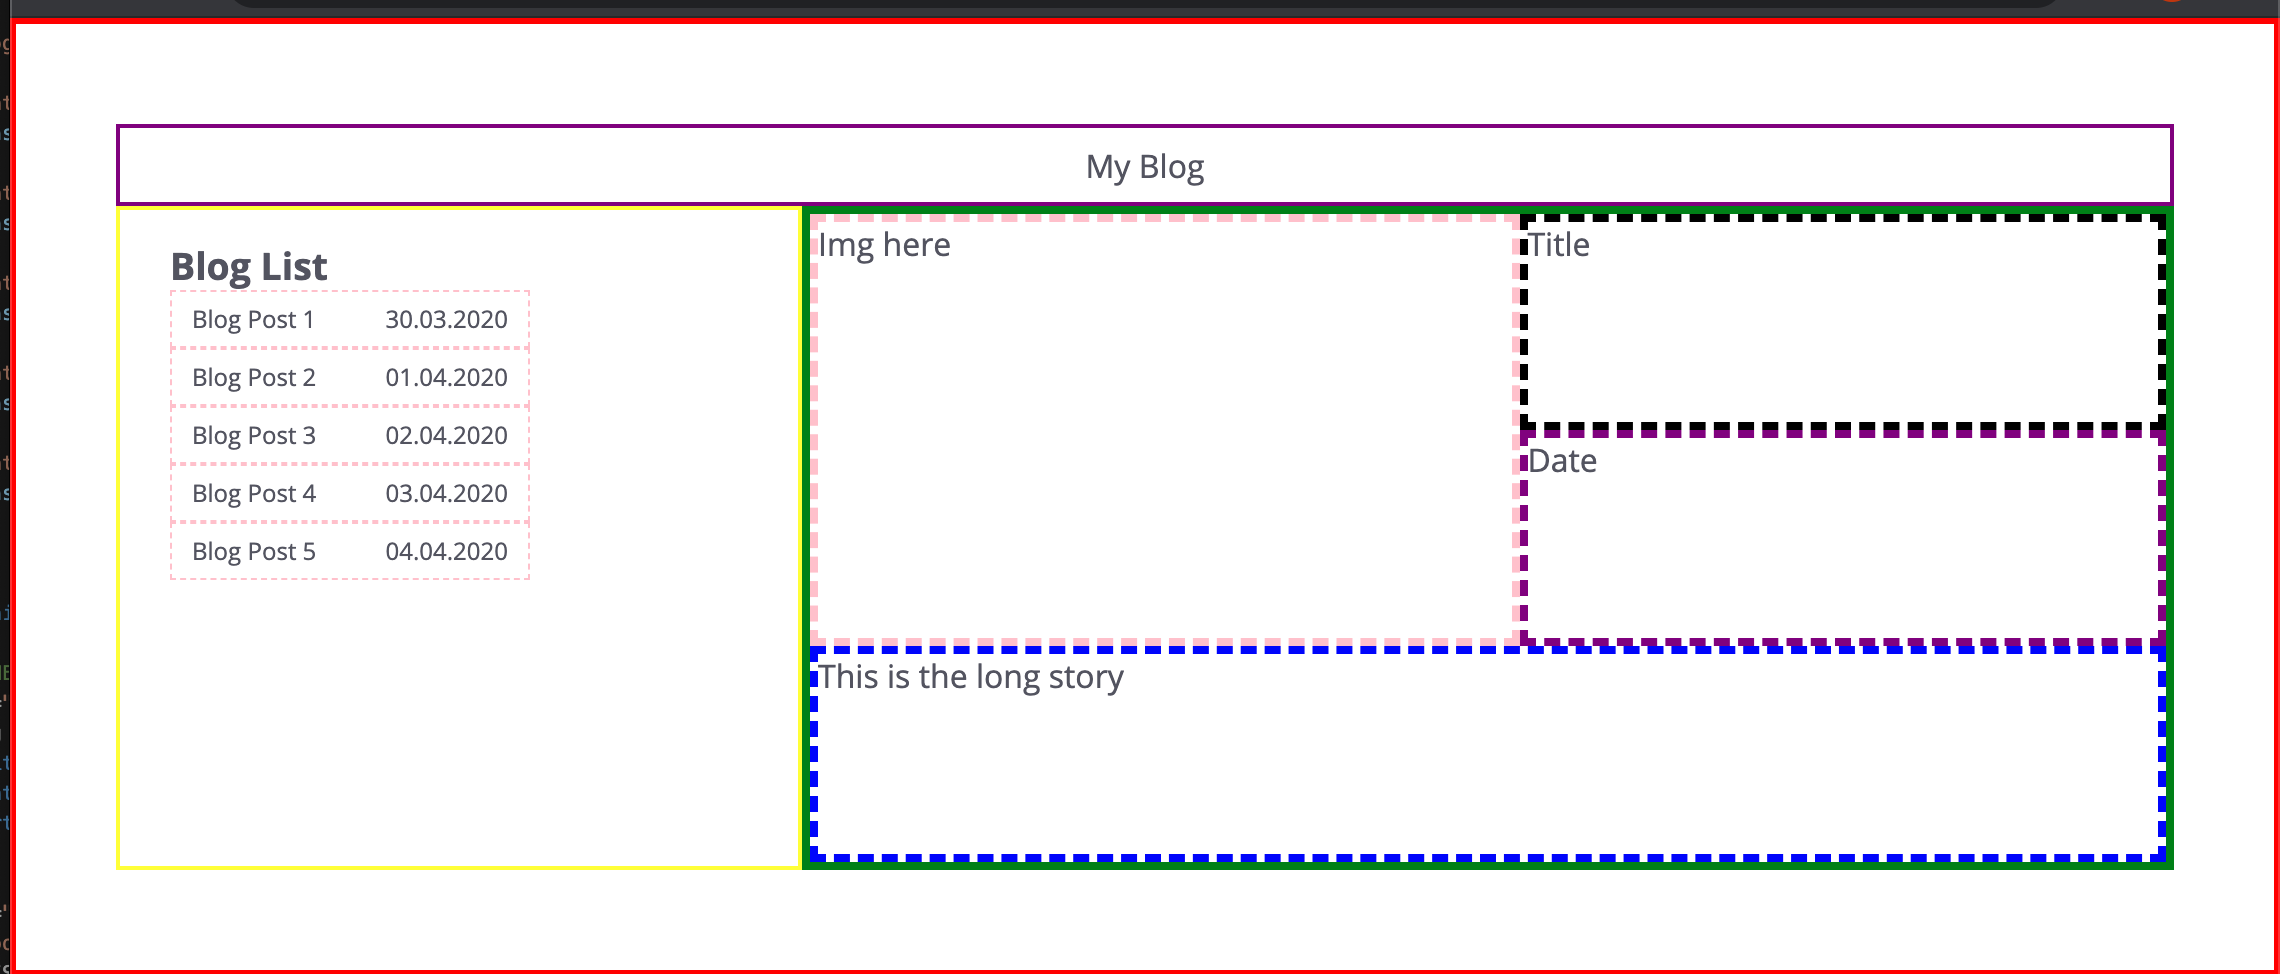 My Blog
Blog List
Blog Post 1 30.03.2020
Blog Post 2 01.04.2020
Blog Post 3 02.04.2020
Blog Post 4 03.04.2020
Blog Post 5 04.04.2020
Img here
Title
Date
This is the long story